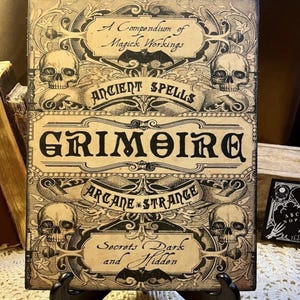 A Compendium of
Magick Workings
ANCIENT SPELLS
GRIMOIRE
ARCANE & STRANGE
Secrets Dark
and Hidden